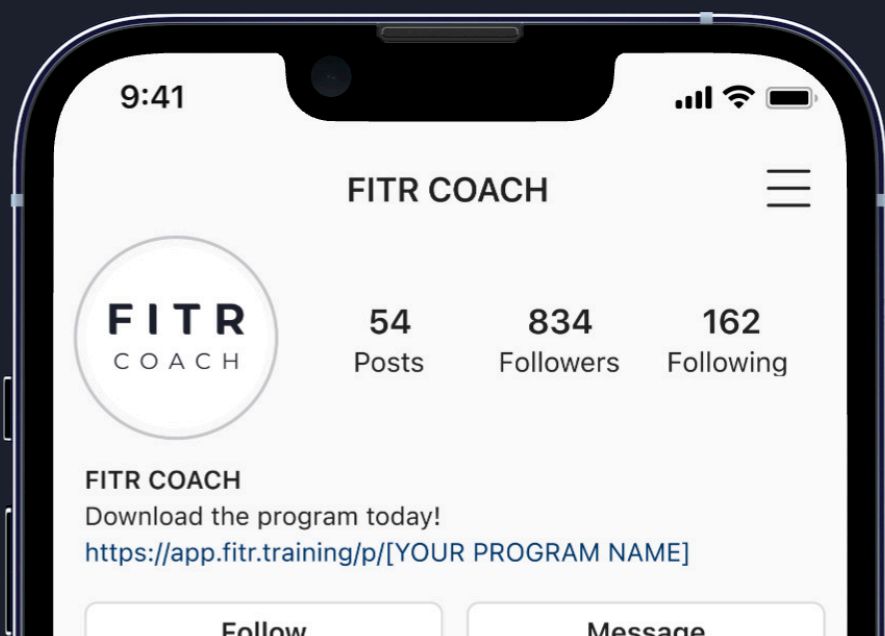 9:41
FITR COACH
FITR
COACH
54 834 162
Posts Followers Following
FITR COACH
Download the program today!
https://app.fitr.training/p/[YOUR PROGRAM NAME]
Follow Message